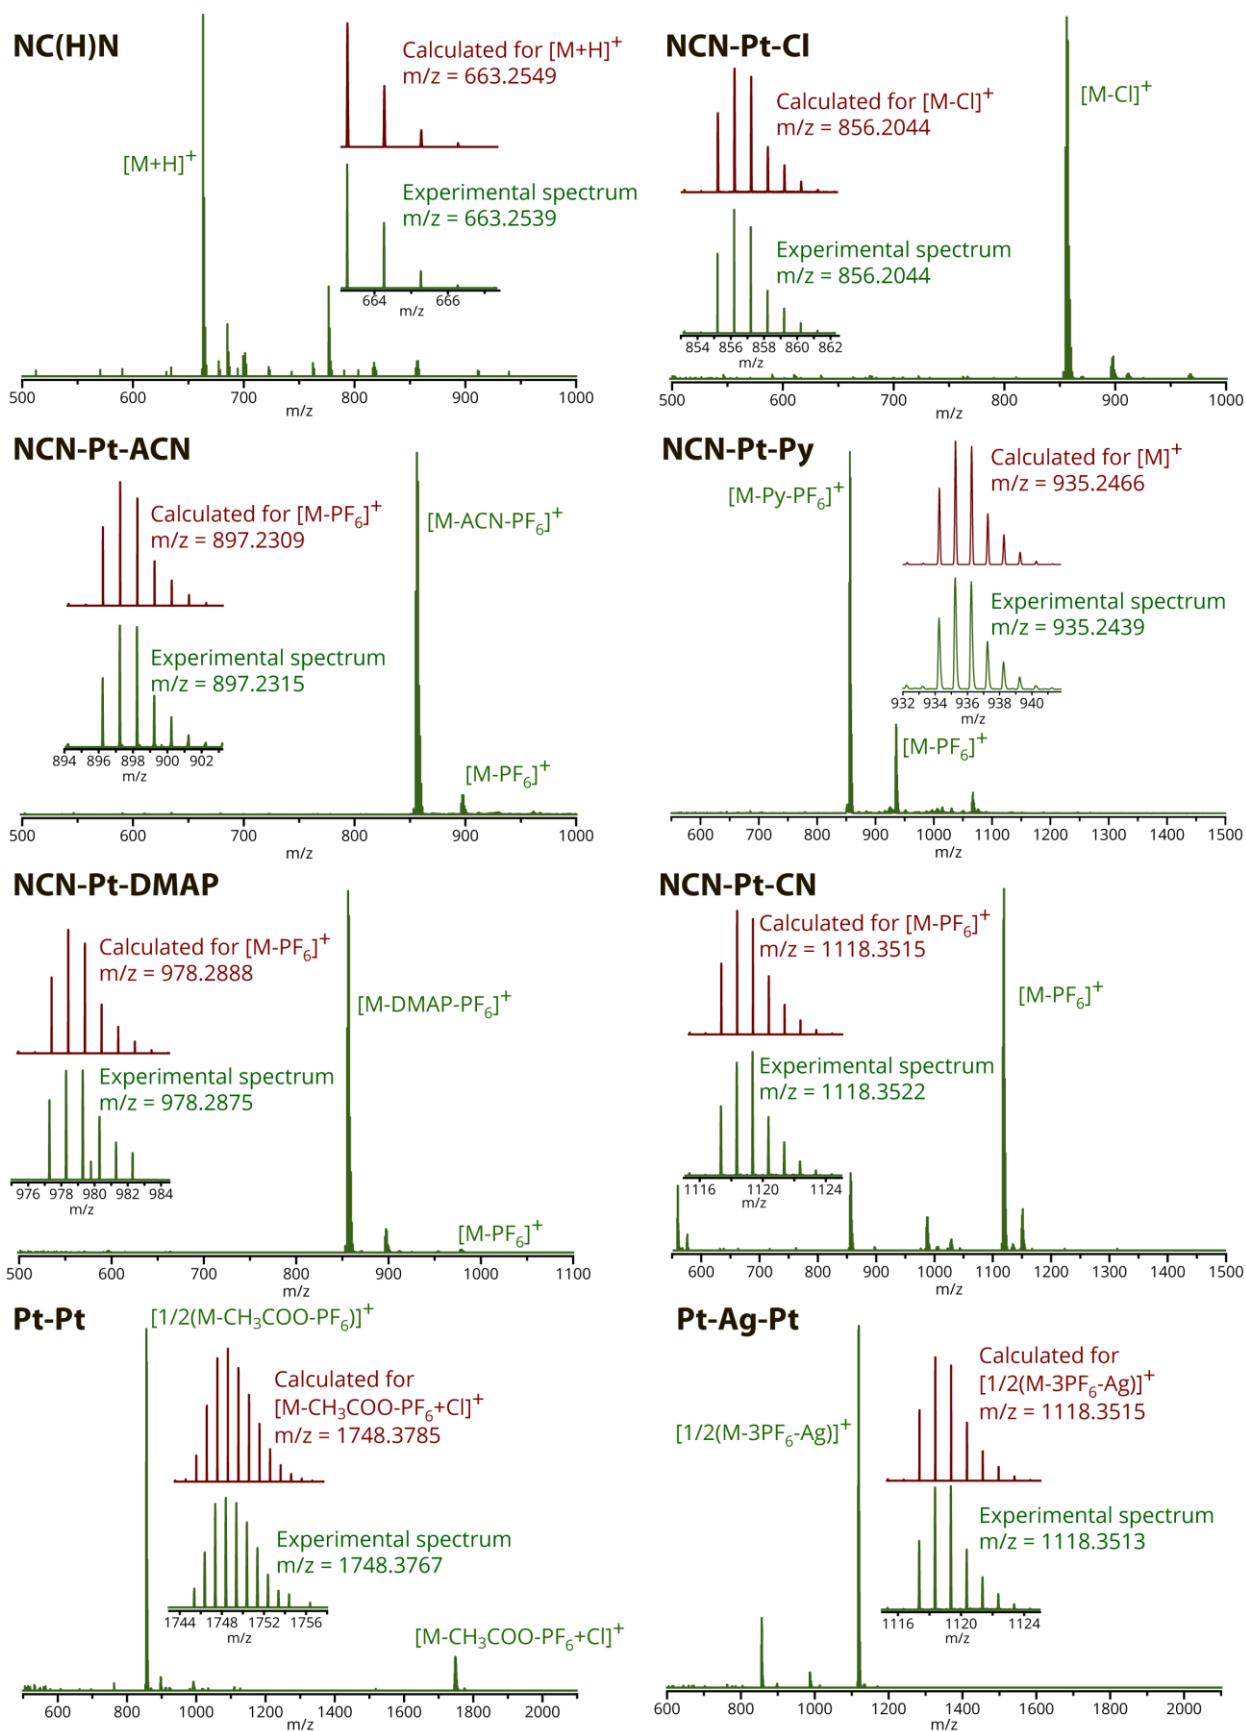 NC(H)N
Calculated for [M+H]⁺
m/z = 663.2549
[M+H]⁺
Experimental spectrum
m/z = 663.2539
664 666
m/z
500 600 700 800 900 1000
m/z
NCN-Pt-Cl
Calculated for [M-Cl]⁺
m/z = 856.2044
[M-Cl]⁺
Experimental spectrum
m/z = 856.2044
854 856 858 860 862
m/z
500 600 700 800 900 1000
m/z
NCN-Pt-ACN
Calculated for [M-PF₆]⁺
m/z = 897.2309
[M-ACN-PF₆]⁺
Experimental spectrum
m/z = 897.2315
894 896 898 900 902
m/z
[M-PF₆]⁺
500 600 700 800 900 1000
m/z
NCN-Pt-Py
Calculated for [M]⁺
m/z = 935.2466
[M-Py-PF₆]⁺
Experimental spectrum
m/z = 935.2439
932 934 936 938 940
m/z
[M-PF₆]⁺
600 700 800 900 1000 1100 1200 1300 1400 1500
m/z
NCN-Pt-DMAP
Calculated for [M-PF₆]⁺
m/z = 978.2888
[M-DMAP-PF₆]⁺
Experimental spectrum
m/z = 978.2875
976 978 980 982 984
m/z
[M-PF₆]⁺
500 600 700 800 900 1000 1100
m/z
NCN-Pt-CN
Calculated for [M-PF₆]⁺
m/z = 1118.3515
[M-PF₆]⁺
Experimental spectrum
m/z = 1118.3522
1116 1120 1124
m/z
600 700 800 900 1000 1100 1200 1300 1400 1500
m/z
Pt-Pt
[1/2(M-CH₃COO-PF₆)]⁺
Calculated for
[M-CH₃COO-PF₆+Cl]⁺
m/z = 1748.3785
Experimental spectrum
m/z = 1748.3767
1744 1748 1752 1756
m/z
[M-CH₃COO-PF₆+Cl]⁺
600 800 1000 1200 1400 1600 1800 2000
m/z
Pt-Ag-Pt
Calculated for
[1/2(M-3PF₆-Ag)]⁺
m/z = 1118.3515
[1/2(M-3PF₆-Ag)]⁺
Experimental spectrum
m/z = 1118.3513
1116 1120 1124
m/z
600 800 1000 1200 1400 1600 1800 2000
m/z